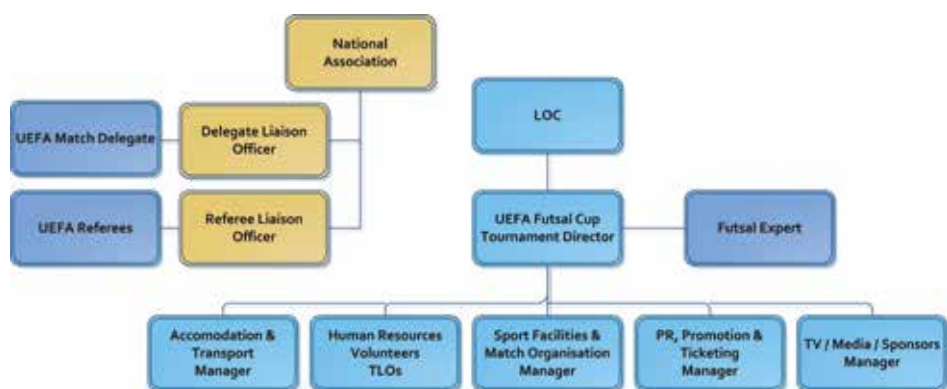 National
Association
LOC
UEFA Match Delegate
Delegate Liaison
Officer
UEFA Referees
Referee Liaison
Officer
UEFA Futsal Cup
Tournament Director
Futsal Expert
Accomodation &
Transport
Manager
Human Resources
Volunteers
TLOs
Sport Facilities &
Match Organisation
Manager
PR, Promotion &
Ticketing
Manager
TV / Media / Sponsors
Manager